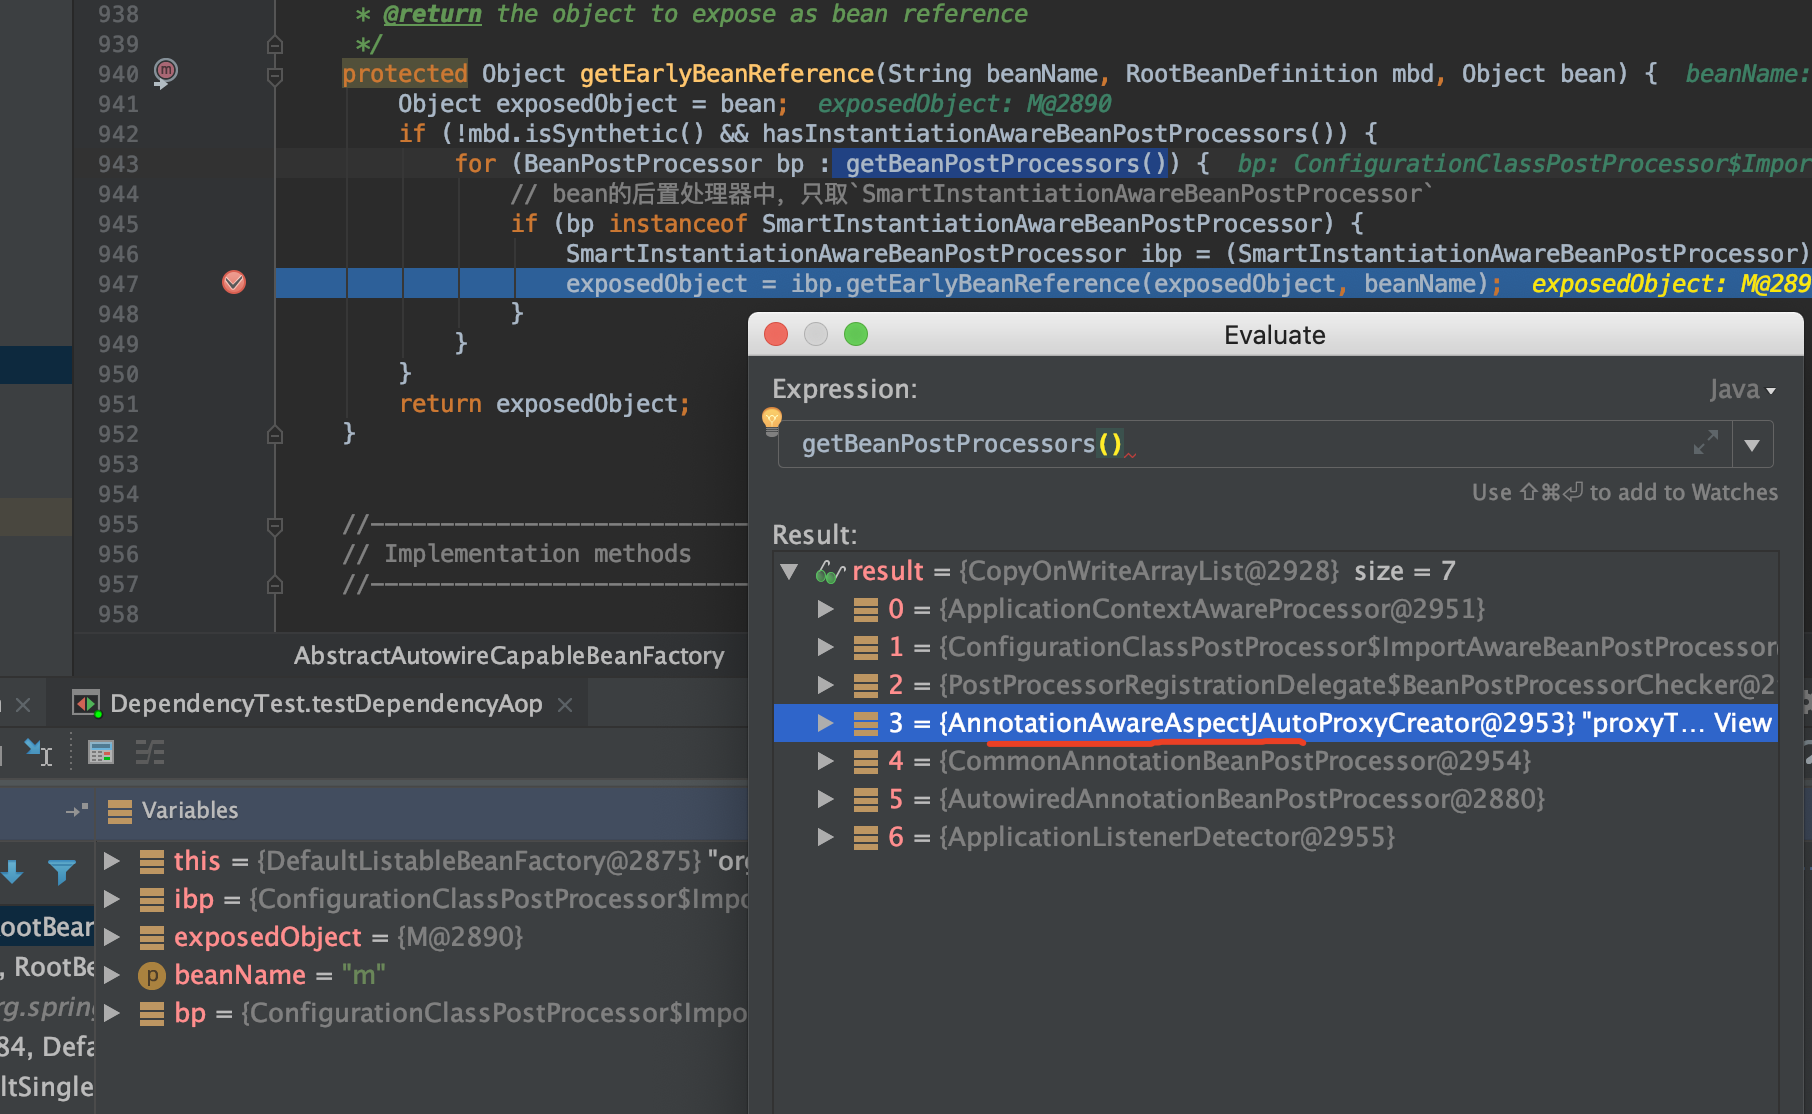 938 * @return the object to expose as bean reference
939 */
940 protected Object getEarlyBeanReference(String beanName, RootBeanDefinition mbd, Object bean) { beanName:
941 Object exposedObject = bean; exposedObject: M@2890
942 if (!mbd.isSynthetic() && hasInstantiationAwareBeanPostProcessors()) {
943 for (BeanPostProcessor bp : getBeanPostProcessors()) { bp: ConfigurationClassPostProcessor$Impor
944 // bean的后置处理器中，只取`SmartInstantiationAwareBeanPostProcessor`
945 if (bp instanceof SmartInstantiationAwareBeanPostProcessor) {
946 SmartInstantiationAwareBeanPostProcessor ibp = (SmartInstantiationAwareBeanPostProcessor)
947 exposedObject = ibp.getEarlyBeanReference(exposedObject, beanName); exposedObject: M@289
948 }
949 }
950 }
951 return exposedObject;
952 }
953
954
955 //---------------------------
956 // Implementation methods
957 //---------------------------
958
AbstractAutowireCapableBeanFactory
DependencyTest.testDependencyAop
Variables
this = {DefaultListableBeanFactory@2875} "org
ibp = {ConfigurationClassPostProcessor$Impo
exposedObject = {M@2890}
beanName = "m"
bp = {ConfigurationClassPostProcessor$Impo
ootBean
, RootBe
rg.spring
84, Defa
ltSingle
Evaluate
Expression:
Java
getBeanPostProcessors()
Use ⇧⌘⏎ to add to Watches
Result:
result = {CopyOnWriteArrayList@2928} size = 7
0 = {ApplicationContextAwareProcessor@2951}
1 = {ConfigurationClassPostProcessor$ImportAwareBeanPostProcessor
2 = {PostProcessorRegistrationDelegate$BeanPostProcessorChecker@2
3 = {AnnotationAwareAspectJAutoProxyCreator@2953} "proxyT... View
4 = {CommonAnnotationBeanPostProcessor@2954}
5 = {AutowiredAnnotationBeanPostProcessor@2880}
6 = {ApplicationListenerDetector@2955}